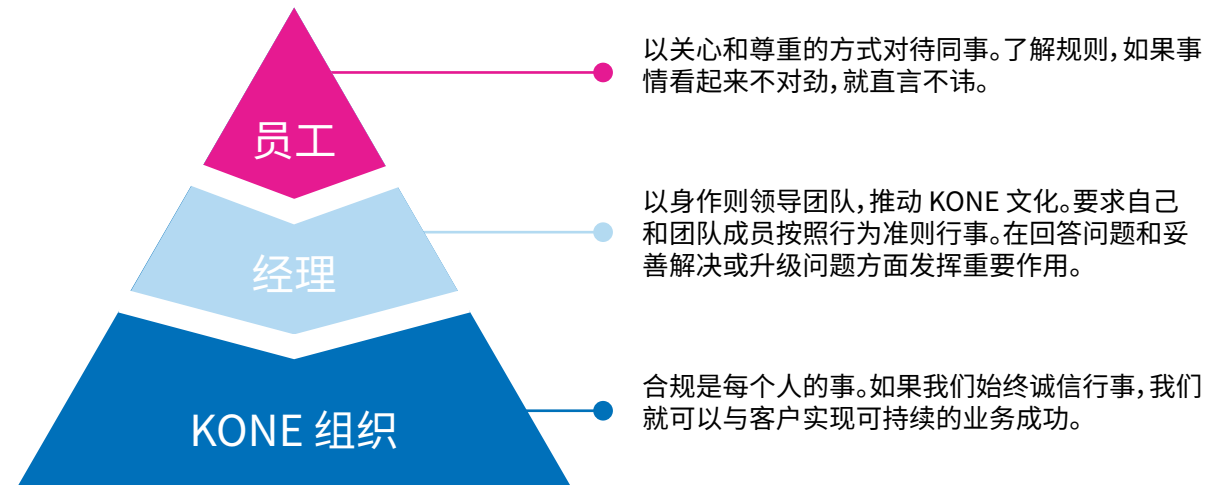 员工
以关心和尊重的方式对待同事。了解规则，如果事
情看起来不对劲，就直言不讳。
经理
以身作则领导团队，推动 KONE 文化。要求自己
和团队成员按照行为准则行事。在回答问题和妥
善解决或升级问题方面发挥重要作用。
KONE 组织
合规是每个人的事。如果我们始终诚信行事，我们
就可以与客户实现可持续的业务成功。